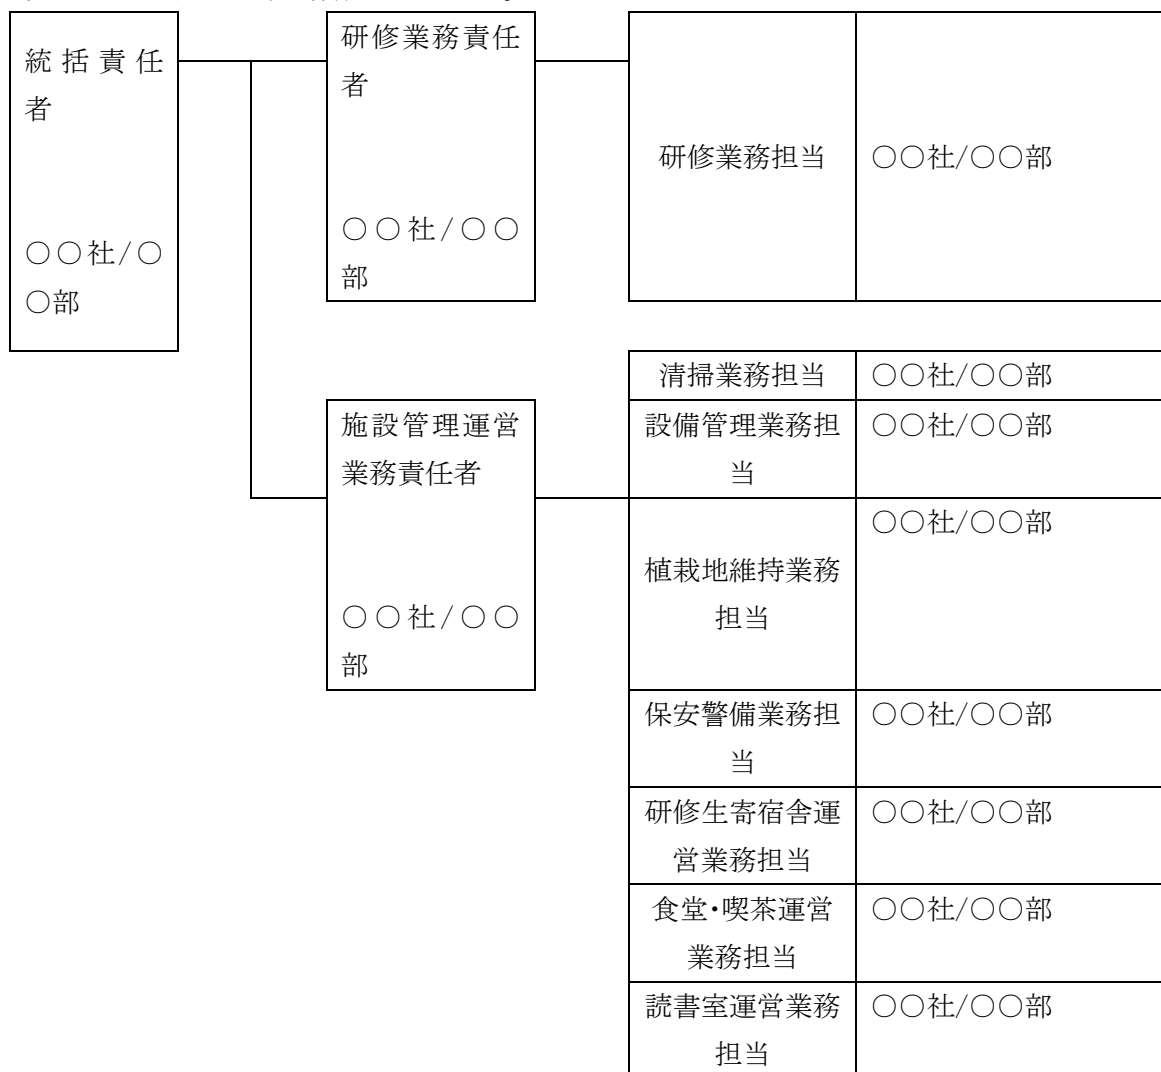 統括責任
者
○○社/○
○部
研修業務責任
者
○○社/○○
部
研修業務担当
○○社/○○部
施設管理運営
業務責任者
○○社/○○
部
清掃業務担当
○○社/○○部
設備管理業務担
当
○○社/○○部
植栽地維持業務
担当
○○社/○○部
保安警備業務担
当
○○社/○○部
研修生寄宿舎運
営業務担当
○○社/○○部
食堂・喫茶運営
業務担当
○○社/○○部
読書室運営業務
担当
○○社/○○部